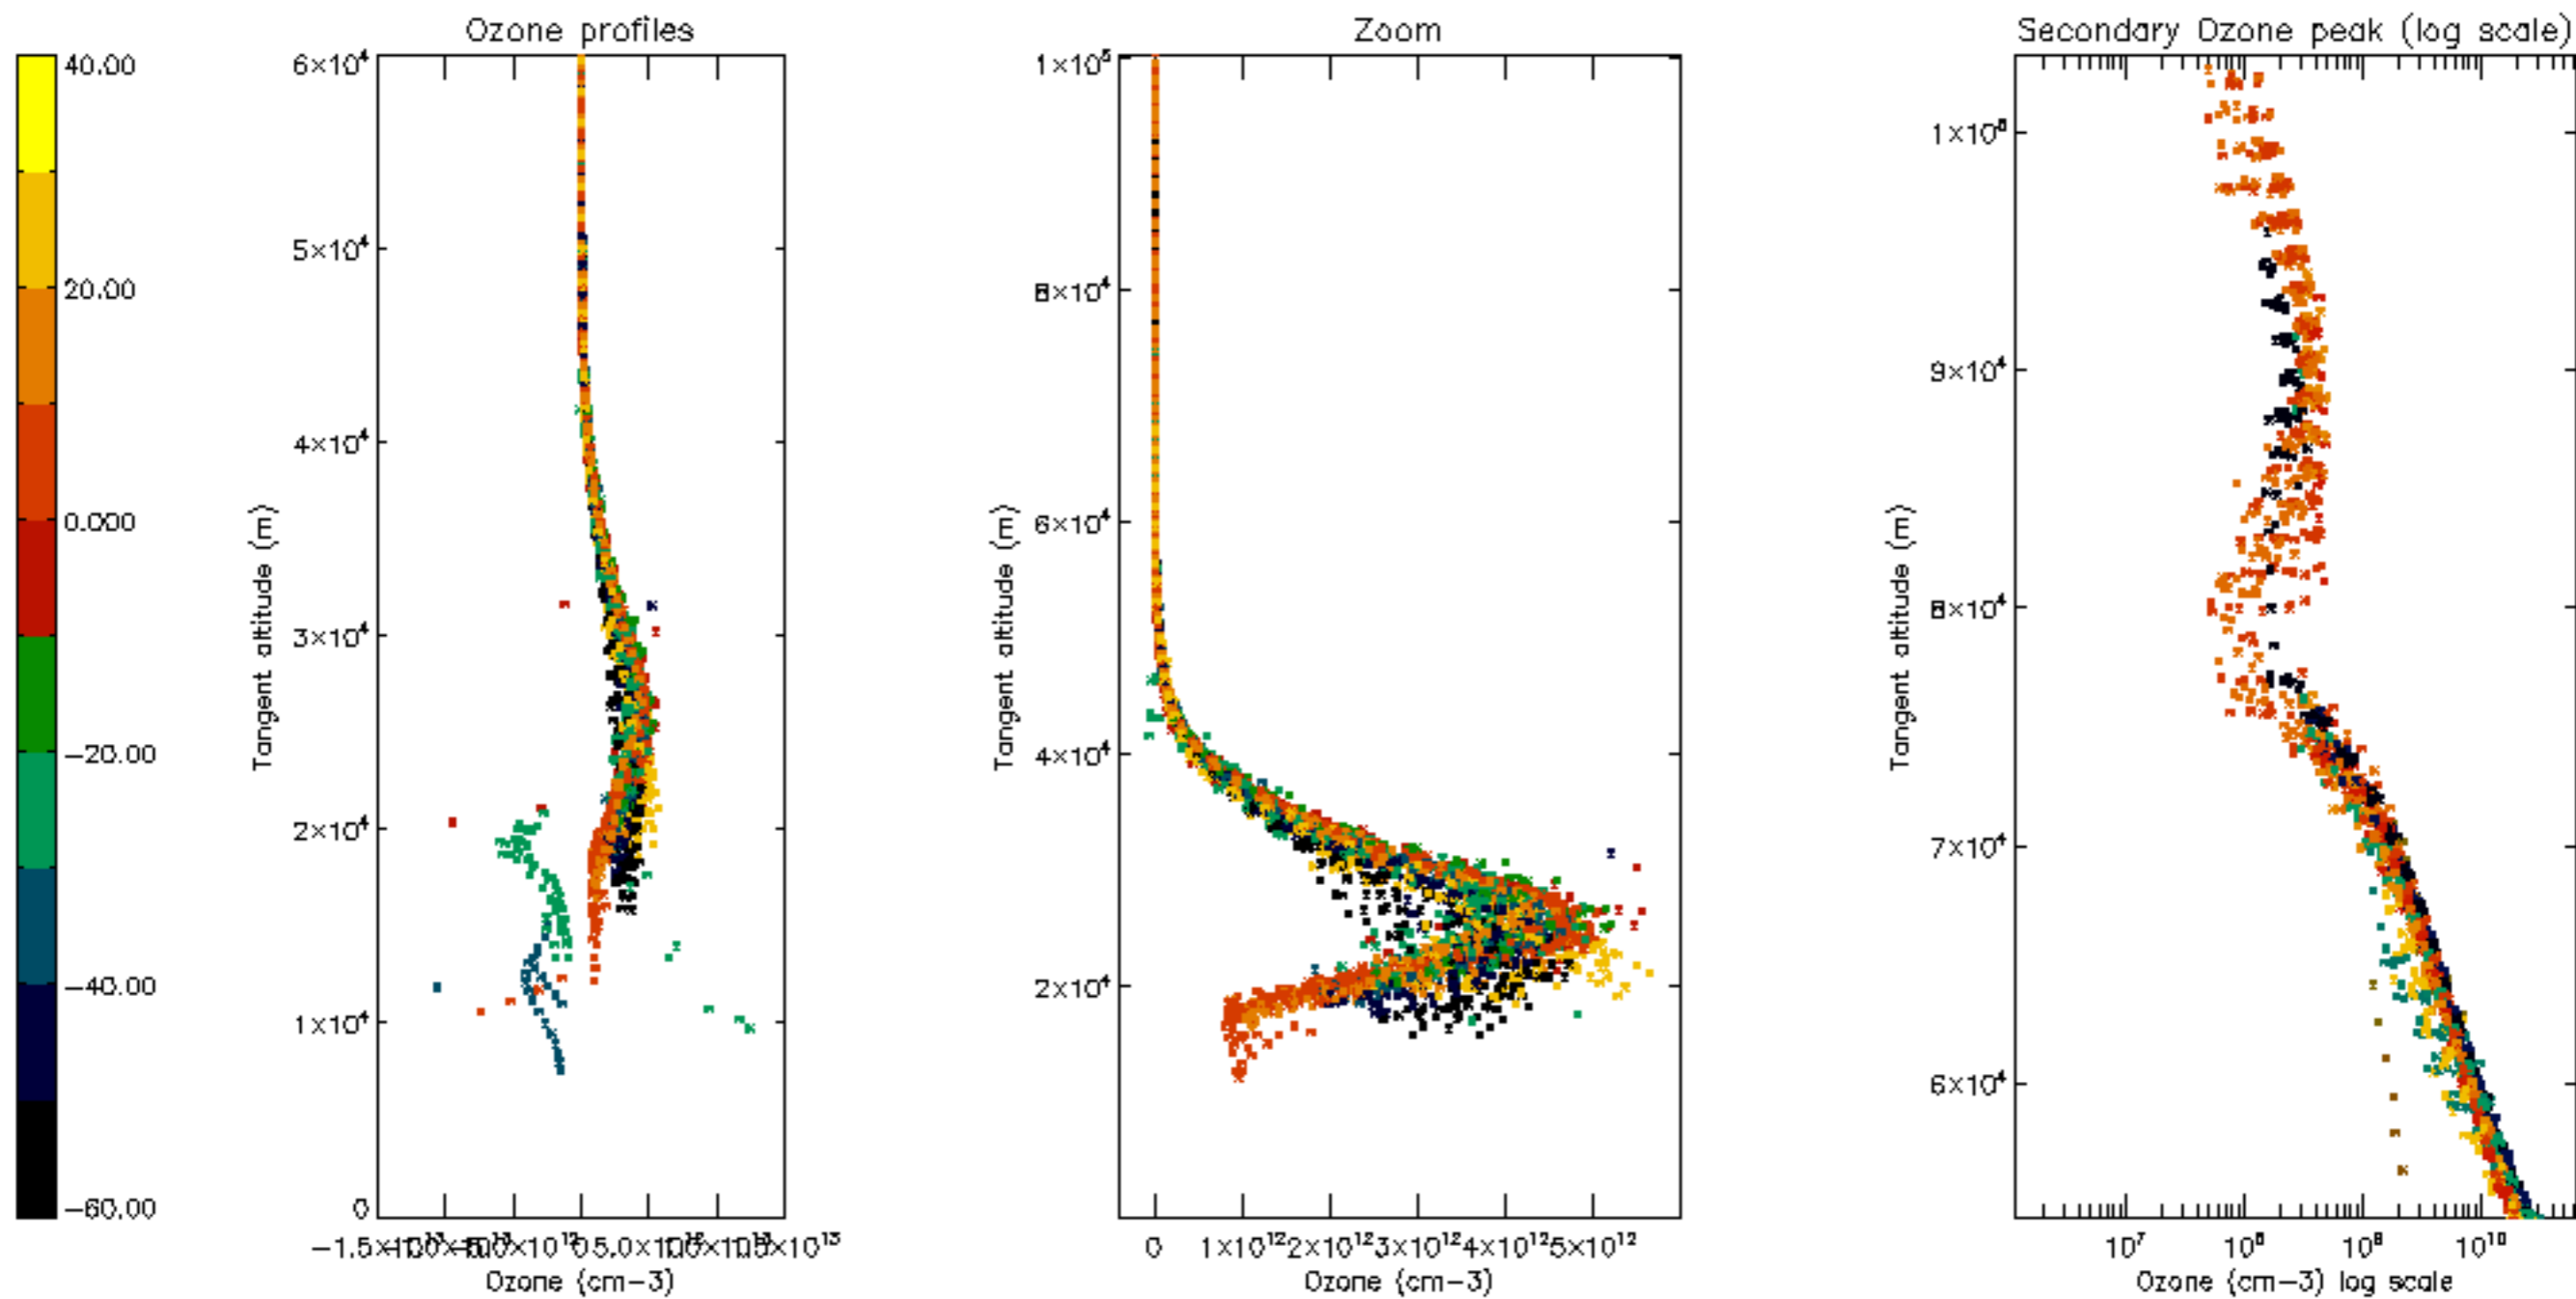 Ozone profiles
Zoom
Secondary Ozone peak (log scale)
40.00
20.00
0.000
−20.00
−40.00
−60.00
6×10⁴
5×10⁴
4×10⁴
3×10⁴
2×10⁴
1×10⁴
0
Tangent altitude (m)
Ozone (cm−3)
1×10⁵
8×10⁴
6×10⁴
4×10⁴
2×10⁴
Tangent altitude (m)
0 1×10¹² 2×10¹² 3×10¹² 4×10¹² 5×10¹²
Ozone (cm−3)
9×10⁴
8×10⁴
7×10⁴
6×10⁴
Tangent altitude (m)
10⁷ 10⁸ 10⁹ 10¹⁰
Ozone (cm−3) log scale